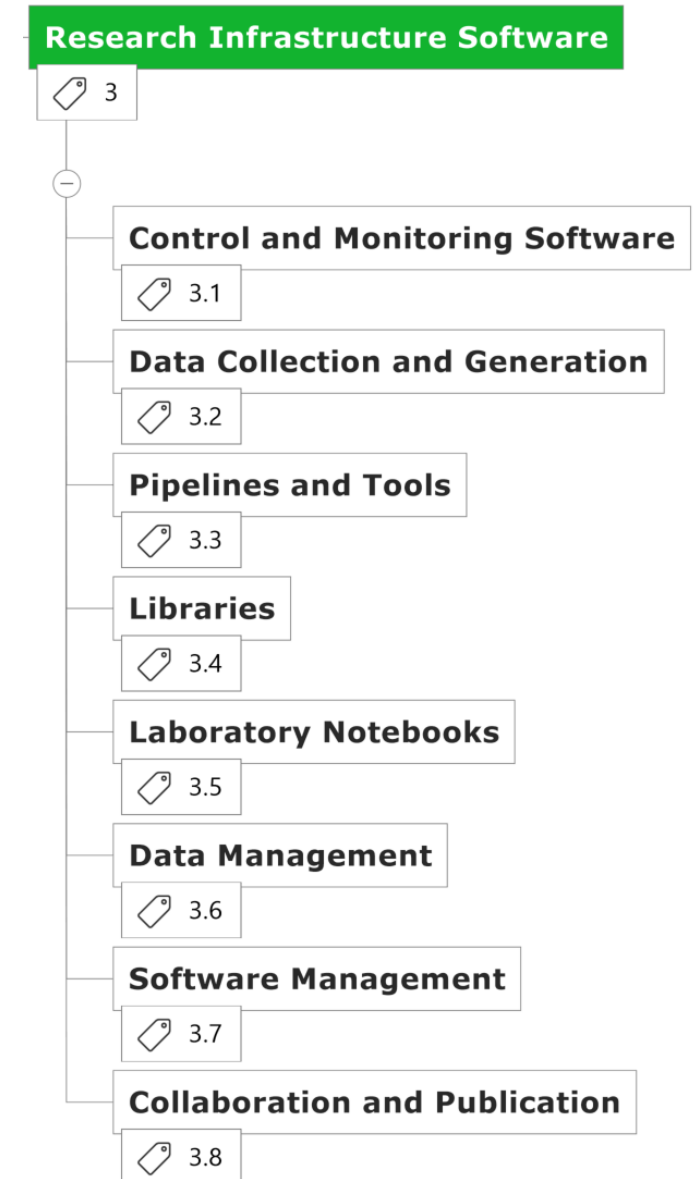 Research Infrastructure Software
3
Control and Monitoring Software
3.1
Data Collection and Generation
3.2
Pipelines and Tools
3.3
Libraries
3.4
Laboratory Notebooks
3.5
Data Management
3.6
Software Management
3.7
Collaboration and Publication
3.8